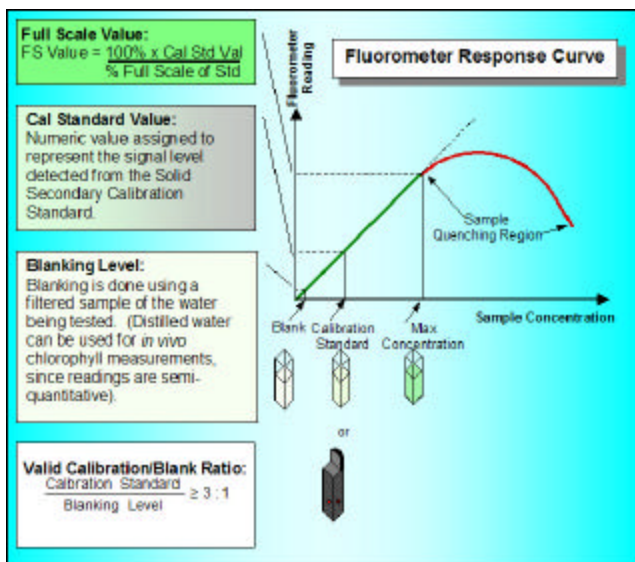 Full Scale Value:
FS Value = 100% x Cal Std Val
% Full Scale of Std
Cal Standard Value:
Numeric value assigned to
represent the signal level
detected from the Solid
Secondary Calibration
Standard.
Blanking Level:
Blanking is done using a
filtered sample of the water
being tested. (Distilled water
can be used for in vivo
chlorophyll measurements,
since readings are semi-
quantitative).
Valid Calibration/Blank Ratio:
Calbration Standard
Blanking Level
≥ 3 : 1
Fluorometer Response Curve
Fluorometer
Reading
Sample
Quenching Region
Sample Concentration
Blank
Calibration
Standard
Max
Concentration
or